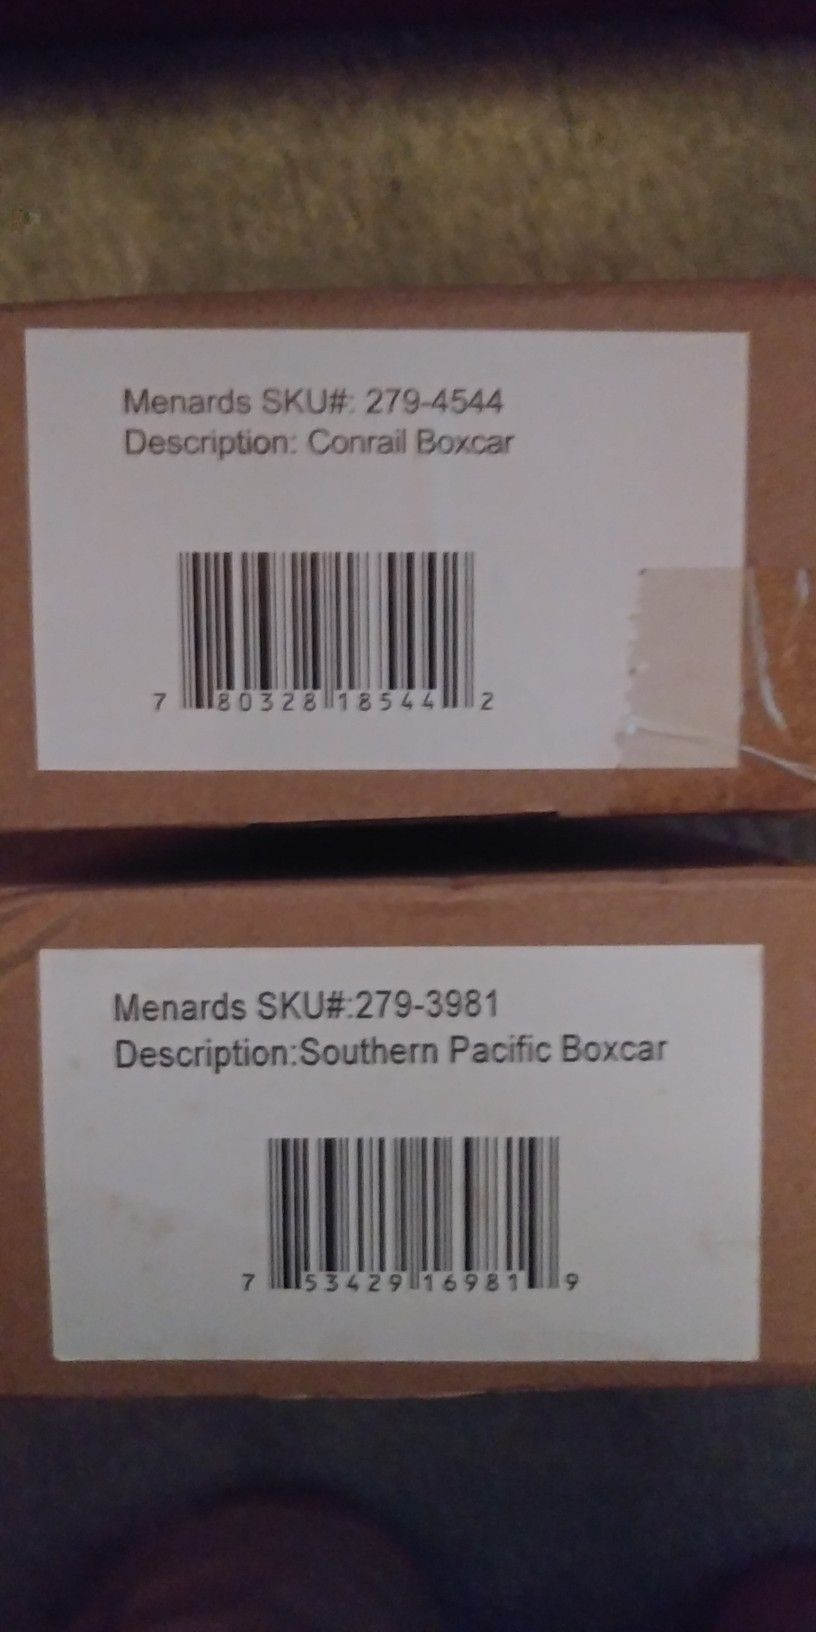 Menards SKU#: 279-4544
Description: Conrail Boxcar
7 80328 18544 2
Menards SKU#:279-3981
Description:Southern Pacific Boxcar
7 53429 16981 9